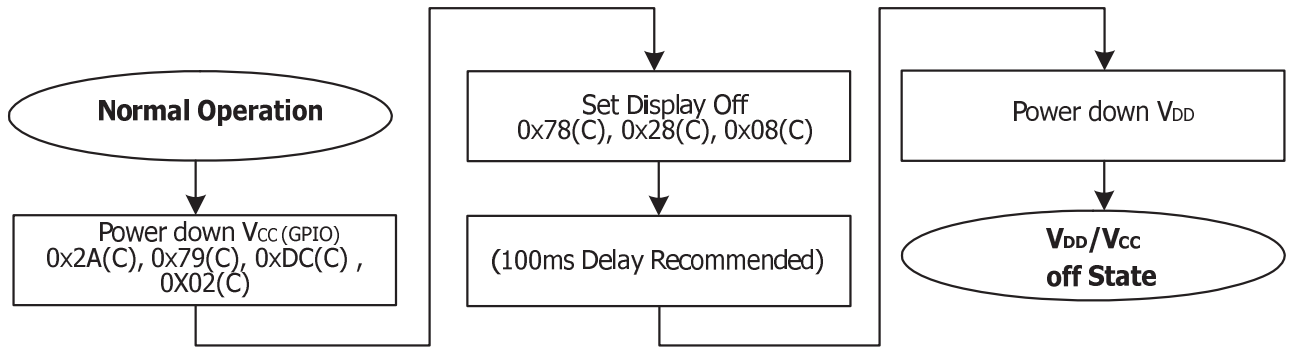 Normal Operation
Power down VCC (GPIO)
0x2A(C), 0x79(C), 0xDC(C) ,
0X02(C)
Set Display Off
0x78(C), 0x28(C), 0x08(C)
(100ms Delay Recommended)
Power down VDD
VDD/VCC
off State